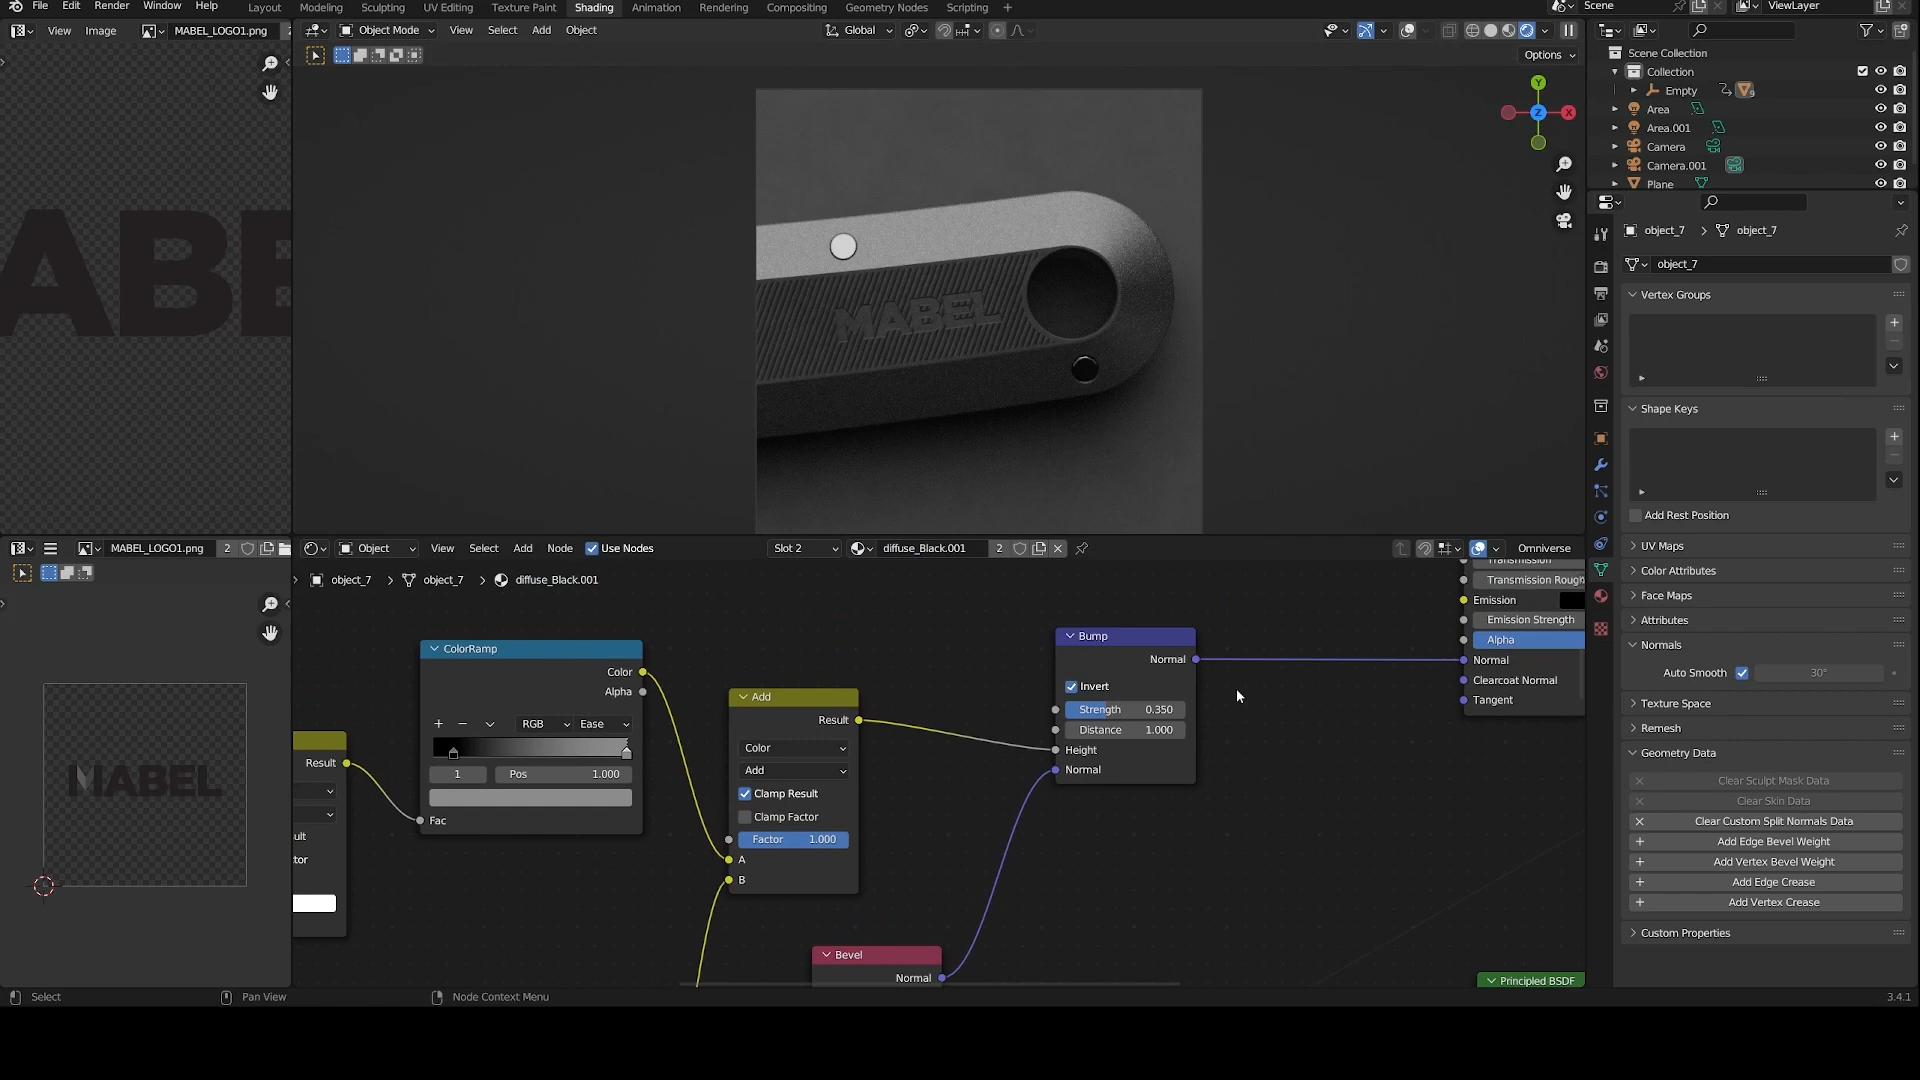 File Edit Render Window Help
Layout Modeling Sculpting UV Editing Texture Paint Shading Animation Rendering Compositing Geometry Nodes Scripting +
Scene
ViewLayer
View Image MABEL_LOGO1.png
Object Mode View Select Add Object
Global
Options
Y
Z
X
MABEL
ABE
Scene Collection
Collection
Empty
9
Area
Area.001
Camera
Camera.001
Plane
object_7 > object_7
object_7
Vertex Groups
Shape Keys
Add Rest Position
UV Maps
Color Attributes
Face Maps
Attributes
Normals
Auto Smooth 30°
Texture Space
Remesh
Geometry Data
Clear Sculpt Mask Data
Clear Skin Data
Clear Custom Split Normals Data
Add Edge Bevel Weight
Add Vertex Bevel Weight
Add Edge Crease
Add Vertex Crease
Custom Properties
MABEL_LOGO1.png 2
MABEL
Object View Select Add Node Use Nodes
Slot 2
diffuse_Black.001 2
Omniverse
object_7 > object_7 > diffuse_Black.001
Result
ColorRamp
Color
Alpha
RGB Ease
1 Pos 1.000
Fac
Add
Result
Color
Add
Clamp Result
Clamp Factor
Factor 1.000
A
B
Bump
Normal
Invert
Strength 0.350
Distance 1.000
Height
Normal
Bevel
Normal
Transmission
Transmission Rough
Emission
Emission Strength
Alpha
Normal
Clearcoat Normal
Tangent
Principled BSDF
Select Pan View Node Context Menu
3.4.1